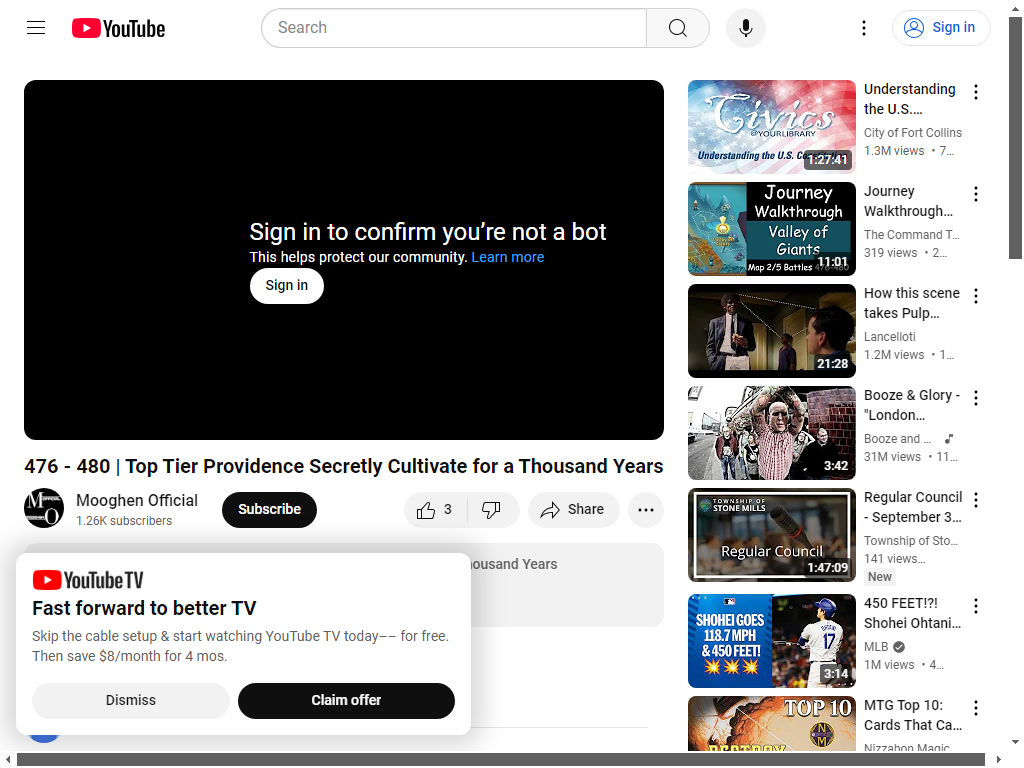 YouTube
Search
Sign in
Sign in to confirm you’re not a bot
This helps protect our community. Learn more
Sign in
476 - 480 | Top Tier Providence Secretly Cultivate for a Thousand Years
Mooghen Official
1.26K subscribers
Subscribe
3
Share
housand Years
YouTube TV
Fast forward to better TV
Skip the cable setup & start watching YouTube TV today–– for free.
Then save $8/month for 4 mos.
Dismiss
Claim offer
Civics
@YOURLIBRARY
Understanding the U.S.
1:27:41
Understanding
the U.S....
City of Fort Collins
1.3M views • 7...
Journey
Walkthrough
Valley of
Giants
Map 2/5 Battles 476-480
11:01
Journey
Walkthrough...
The Command T...
319 views • 2...
21:28
How this scene
takes Pulp...
Lancelloti
1.2M views • 1...
3:42
Booze & Glory -
"London...
Booze and ...
31M views • 11...
TOWNSHIP OF
STONE MILLS
Regular Council
1:47:09
Regular Council
- September 3...
Township of Sto...
141 views...
New
SHOHEI GOES
118.7 MPH
& 450 FEET!
17
3:14
450 FEET!?!
Shohei Ohtani...
MLB
1M views • 4...
TOP 10
DESTROY
MTG Top 10:
Cards That Ca...
Nizzahon Magic